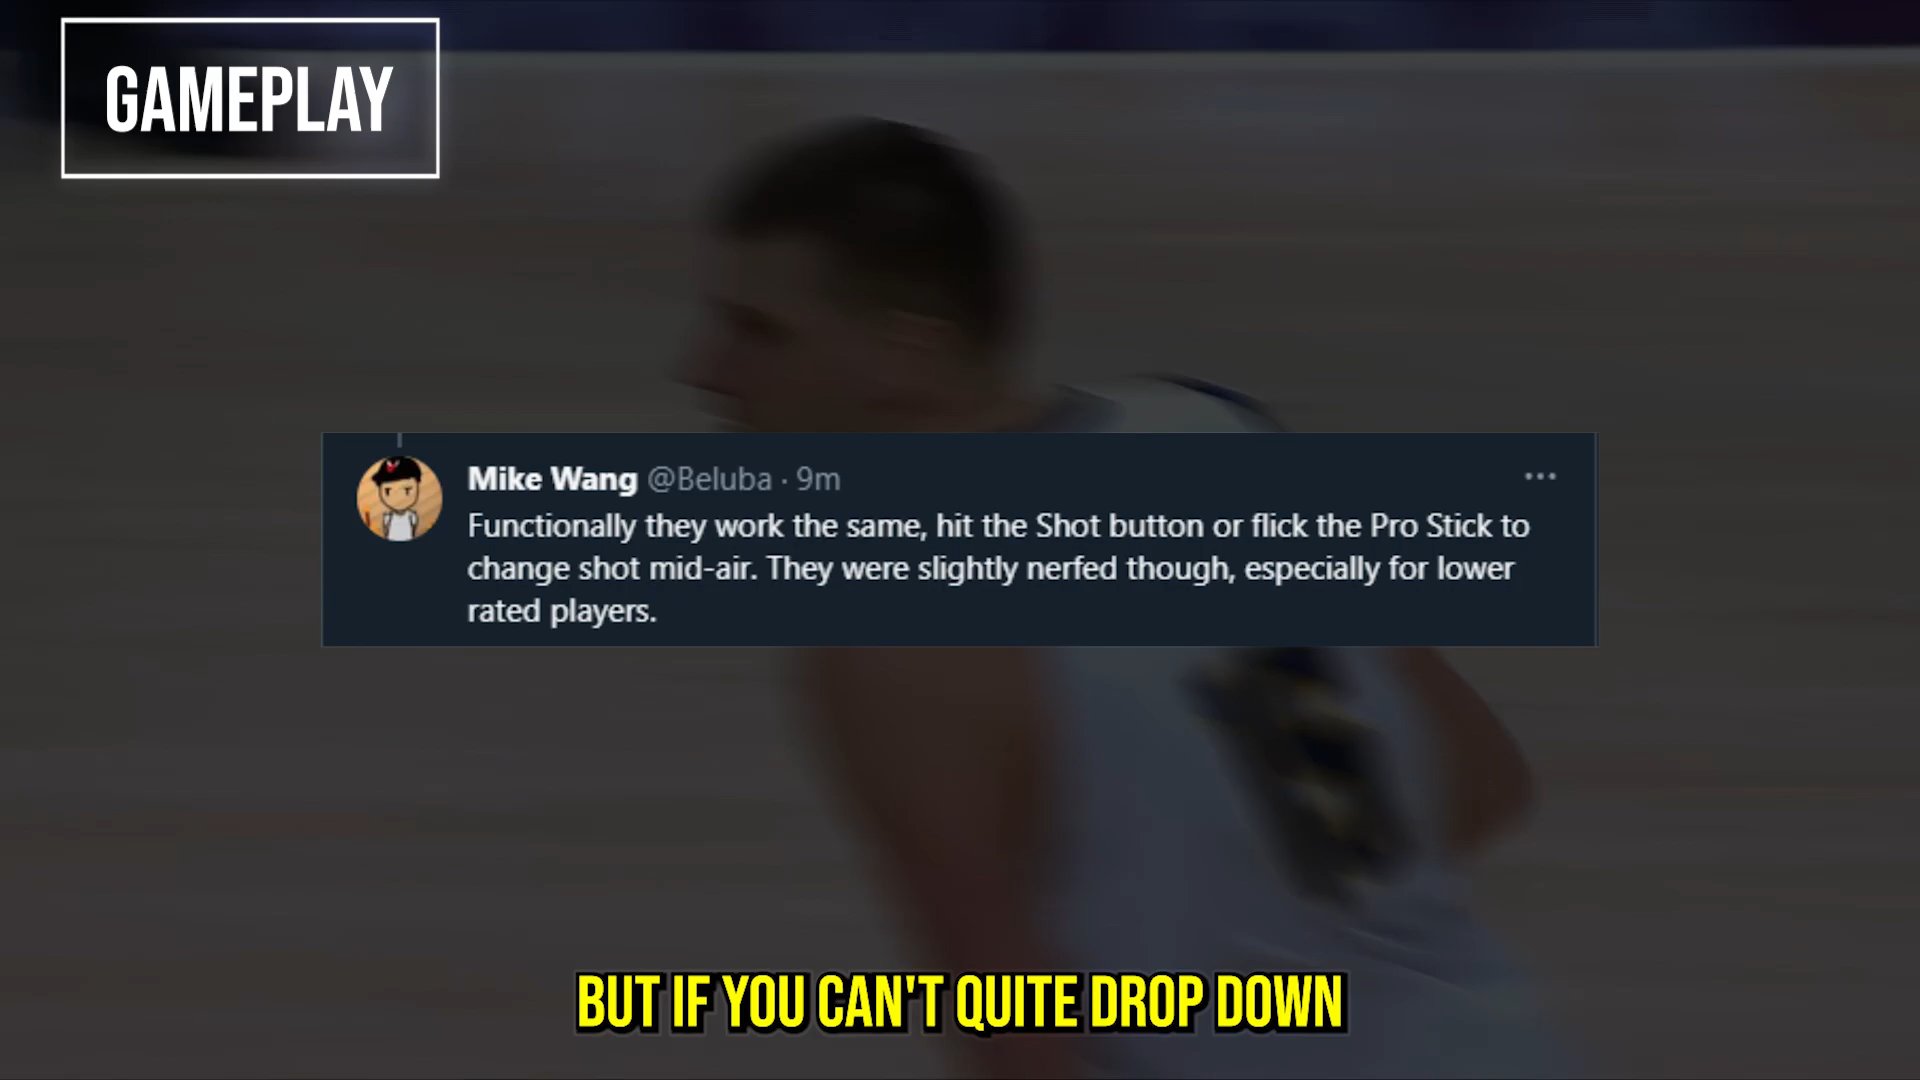 GAMEPLAY
Mike Wang @Beluba · 9m
Functionally they work the same, hit the Shot button or flick the Pro Stick to
change shot mid-air. They were slightly nerfed though, especially for lower
rated players.
BUT IF YOU CAN'T QUITE DROP DOWN